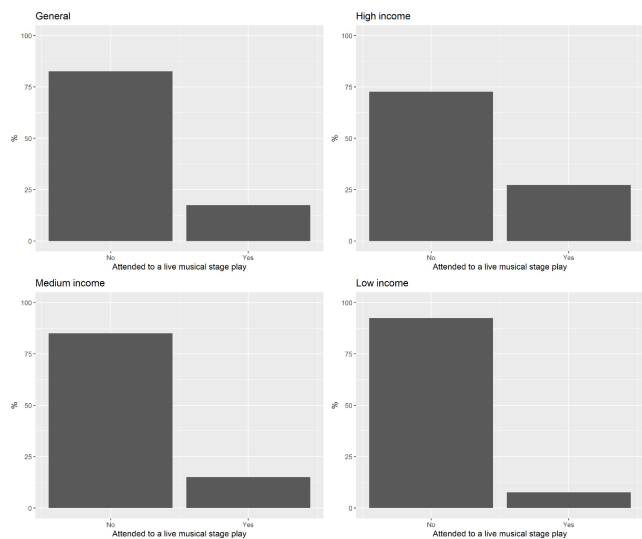 General
High income
100
75
50
25
0
%
No
Yes
Attended to a live musical stage play
100
75
50
25
0
%
No
Yes
Attended to a live musical stage play
Medium income
Low income
100
75
50
25
0
%
No
Yes
Attended to a live musical stage play
100
75
50
25
0
%
No
Yes
Attended to a live musical stage play